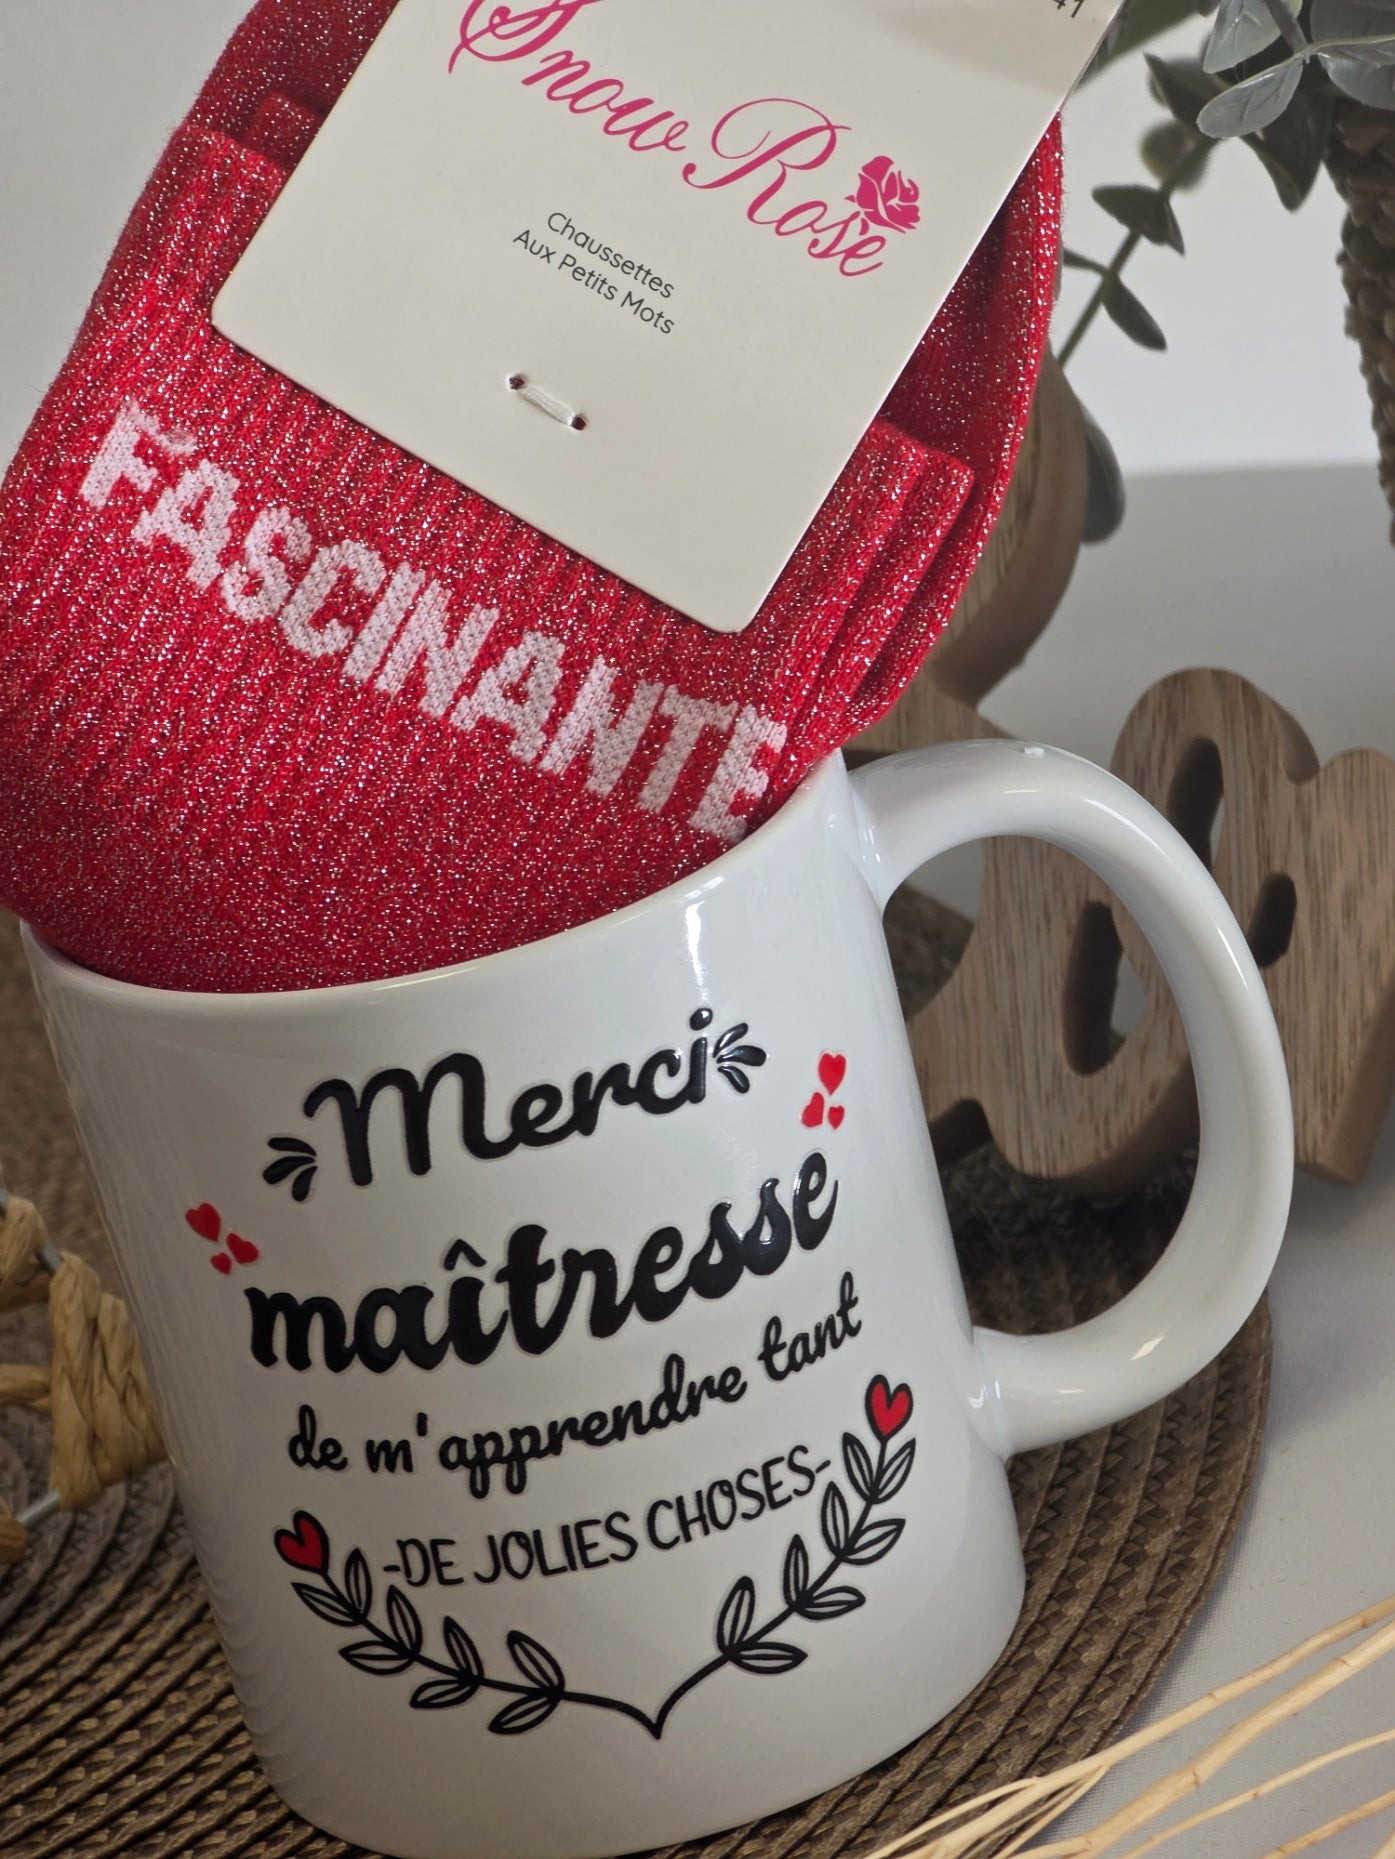 Snow Rose
Chaussettes
Aux Petits Mots
FASCINANTE
Merci
maîtresse
de m'apprendre tant
-DE JOLIES CHOSES-